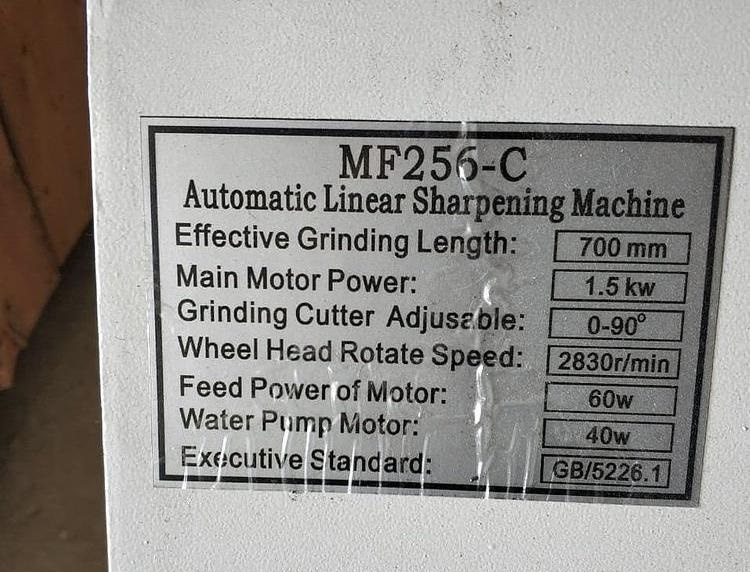 MF256-C
Automatic Linear Sharpening Machine
Effective Grinding Length: 700 mm
Main Motor Power: 1.5 kw
Grinding Cutter Adjusable: 0-90°
Wheel Head Rotate Speed: 2830r/min
Feed Power of Motor: 60w
Water Pump Motor: 40w
Executive Standard: GB/5226.1